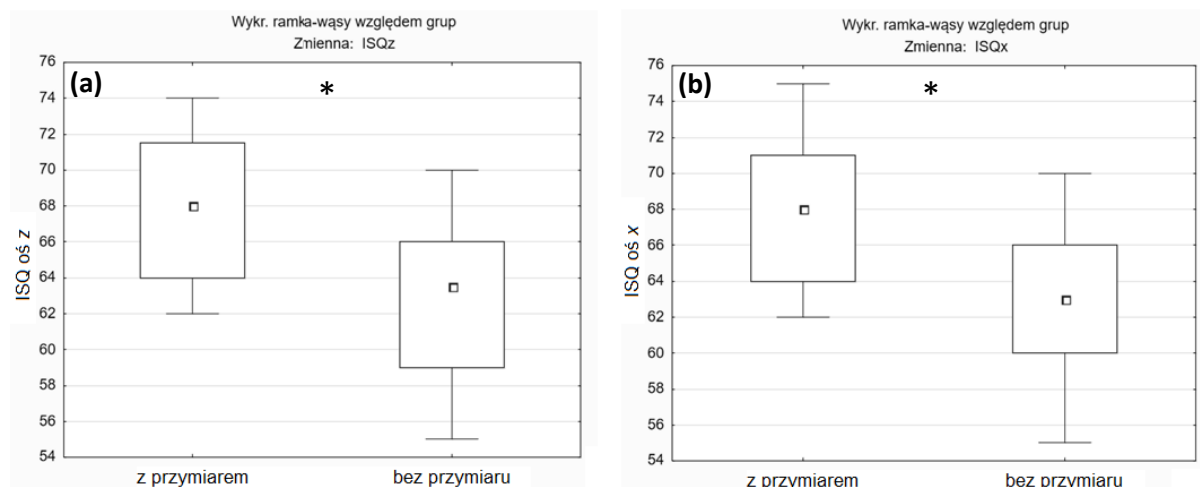 Wykr. ramka-wąsy względem grup
Zmienna: ISQz
(a)
*
76
74
72
70
68
66
64
62
60
58
56
54
ISQ oś z
z przymiarem bez przymiaru
Wykr. ramka-wąsy względem grup
Zmienna: ISQx
(b)
*
76
74
72
70
68
66
64
62
60
58
56
54
ISQ oś x
z przymiarem bez przymiaru